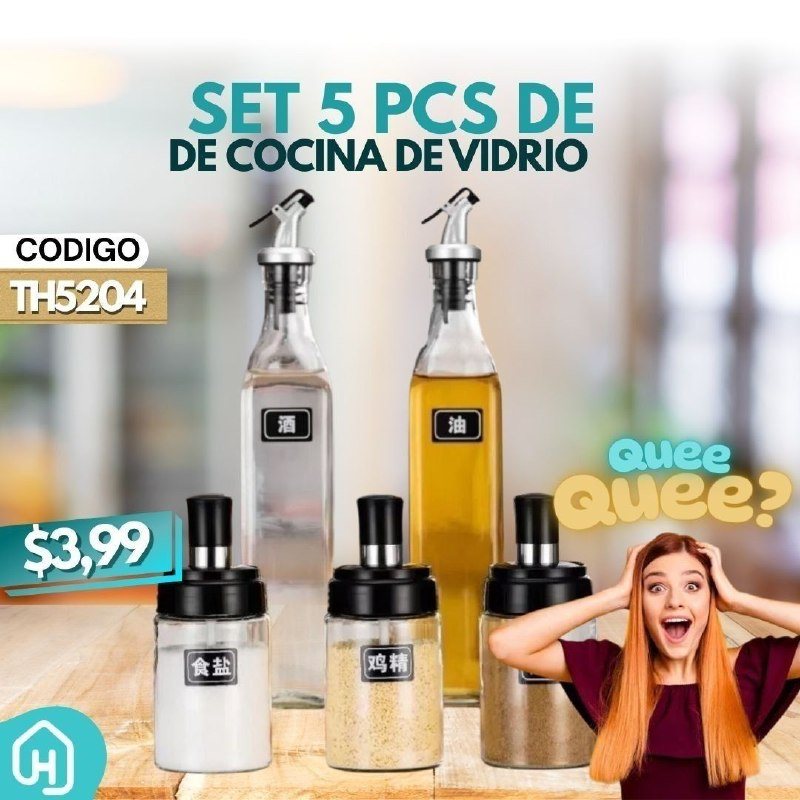 SET 5 PCS DE
DE COCINA DE VIDRIO
CODIGO
TH5204
酒
油
Quee
Quee?
$3,99
食盐
鸡精